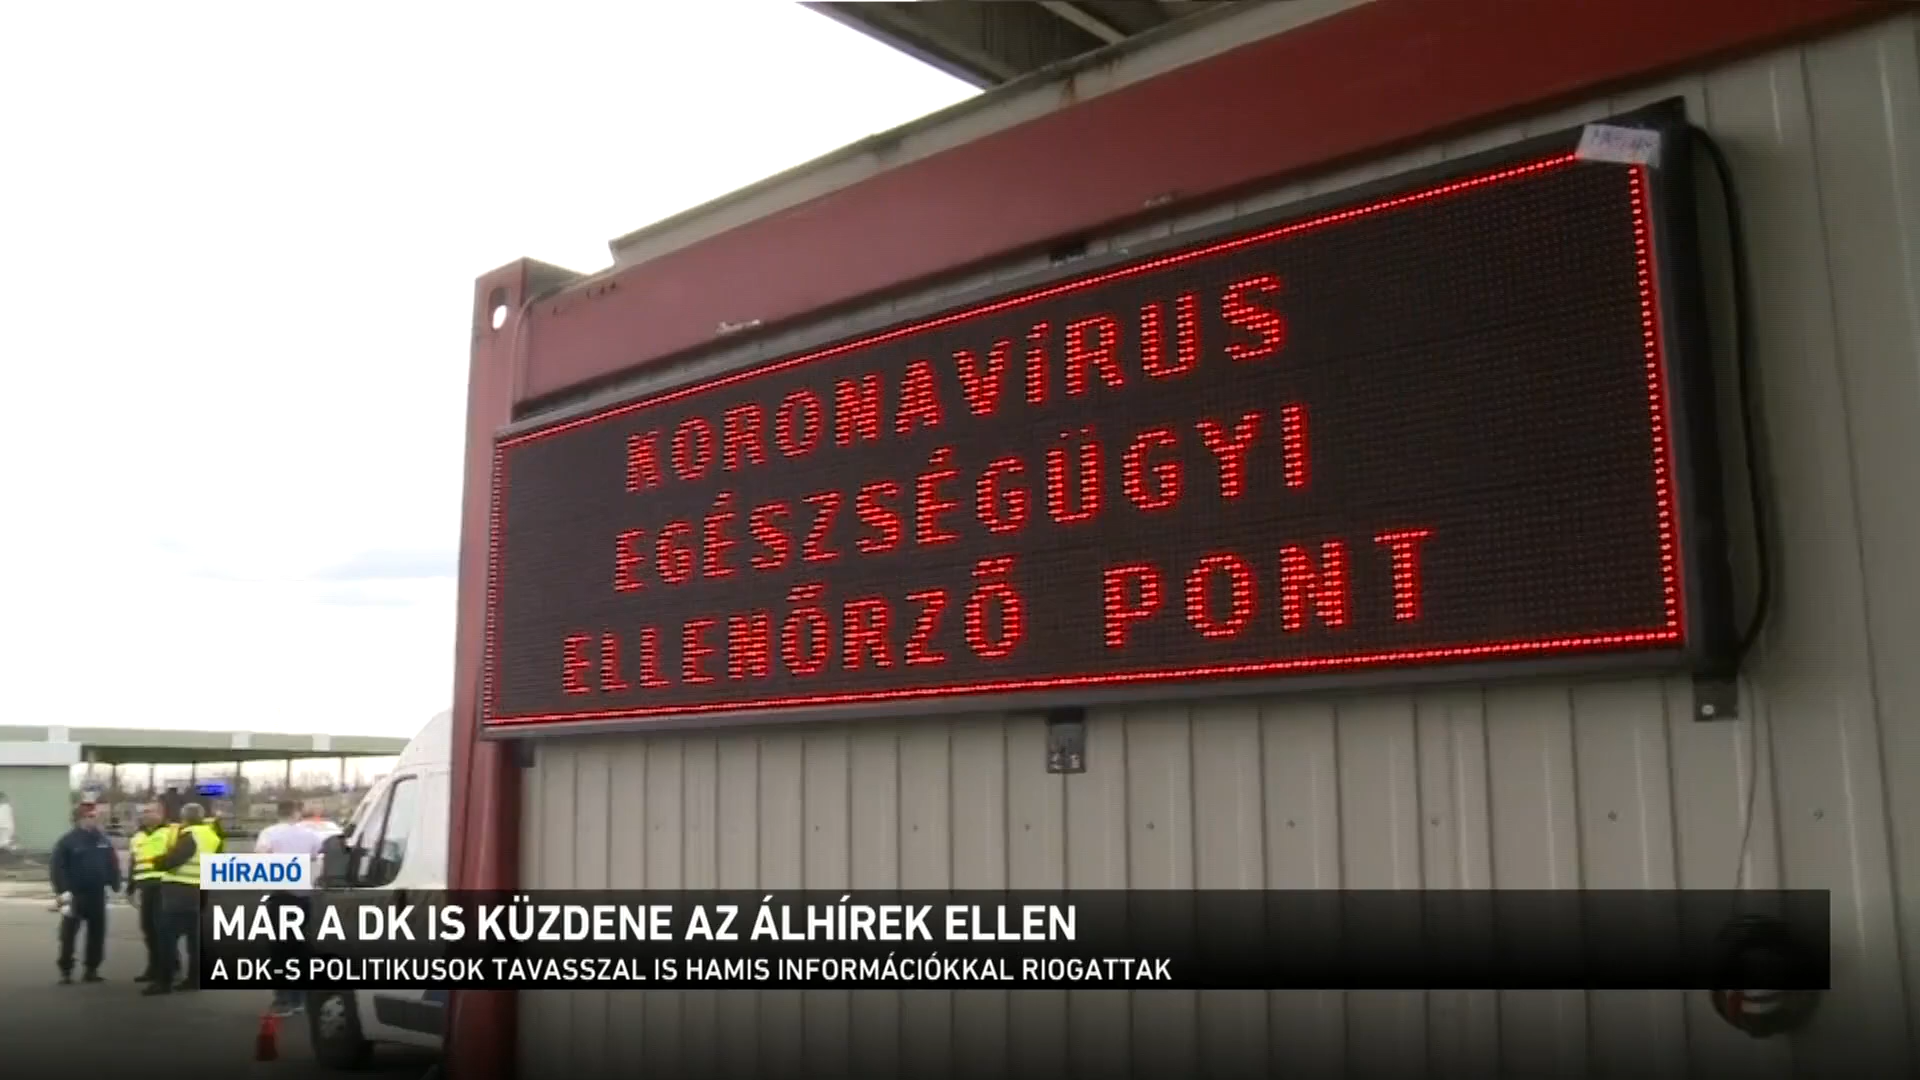 KORONAVÍRUS
EGÉSZSÉGÜGYI
ELLENŐRZŐ PONT
HÍRADÓ
MÁR A DK IS KÜZDENE AZ ÁLHÍREK ELLEN
A DK-S POLITIKUSOK TAVASSZAL IS HAMIS INFORMÁCIÓKKAL RIOGATTAK